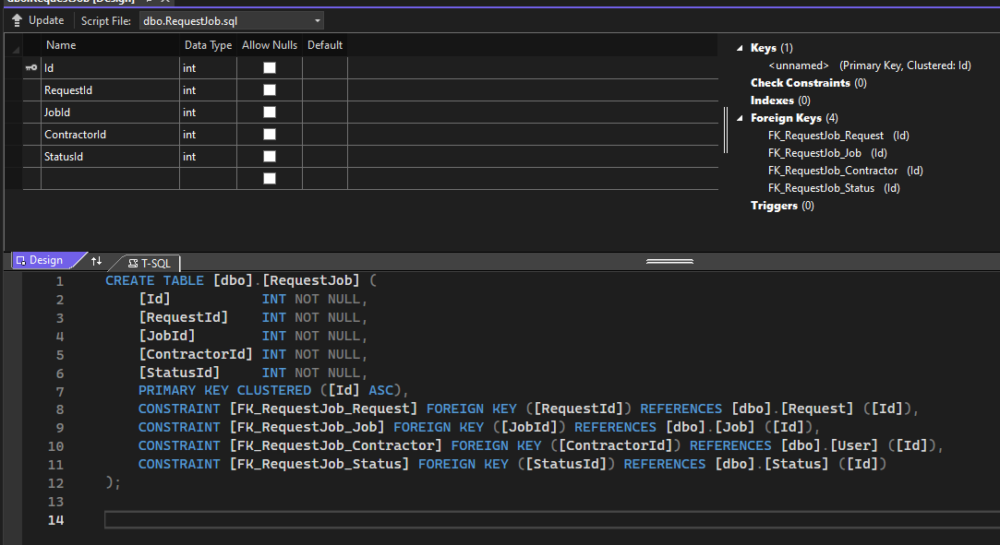 dbo.RequestJob [Design]
Update Script File: dbo.RequestJob.sql
Name Data Type Allow Nulls Default
Id int
RequestId int
JobId int
ContractorId int
StatusId int
Keys (1)
<unnamed> (Primary Key, Clustered: Id)
Check Constraints (0)
Indexes (0)
Foreign Keys (4)
FK_RequestJob_Request (Id)
FK_RequestJob_Job (Id)
FK_RequestJob_Contractor (Id)
FK_RequestJob_Status (Id)
Triggers (0)
Design T-SQL
1 CREATE TABLE [dbo].[RequestJob] (
2 [Id] INT NOT NULL,
3 [RequestId] INT NOT NULL,
4 [JobId] INT NOT NULL,
5 [ContractorId] INT NOT NULL,
6 [StatusId] INT NOT NULL,
7 PRIMARY KEY CLUSTERED ([Id] ASC),
8 CONSTRAINT [FK_RequestJob_Request] FOREIGN KEY ([RequestId]) REFERENCES [dbo].[Request] ([Id]),
9 CONSTRAINT [FK_RequestJob_Job] FOREIGN KEY ([JobId]) REFERENCES [dbo].[Job] ([Id]),
10 CONSTRAINT [FK_RequestJob_Contractor] FOREIGN KEY ([ContractorId]) REFERENCES [dbo].[User] ([Id]),
11 CONSTRAINT [FK_RequestJob_Status] FOREIGN KEY ([StatusId]) REFERENCES [dbo].[Status] ([Id])
12 );
13
14